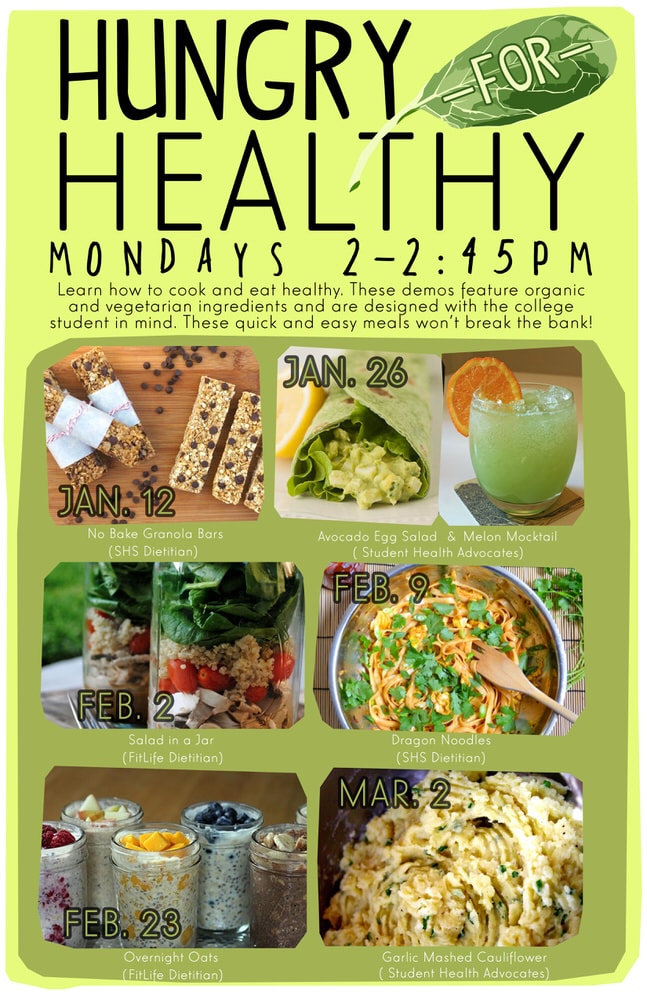 HUNGRY
—FOR—
HEALTHY
MONDAYS 2-2:45PM
Learn how to cook and eat healthy. These demos feature organic
and vegetarian ingredients and are designed with the college
student in mind. These quick and easy meals won't break the bank!
JAN. 12
No Bake Granola Bars
(SHS Dietitian)
JAN. 26
Avocado Egg Salad & Melon Mocktail
( Student Health Advocates)
FEB. 2
Salad in a Jar
(FitLife Dietitian)
FEB. 9
Dragon Noodles
(SHS Dietitian)
FEB. 23
Overnight Oats
(FitLife Dietitian)
MAR. 2
Garlic Mashed Cauliflower
( Student Health Advocates)